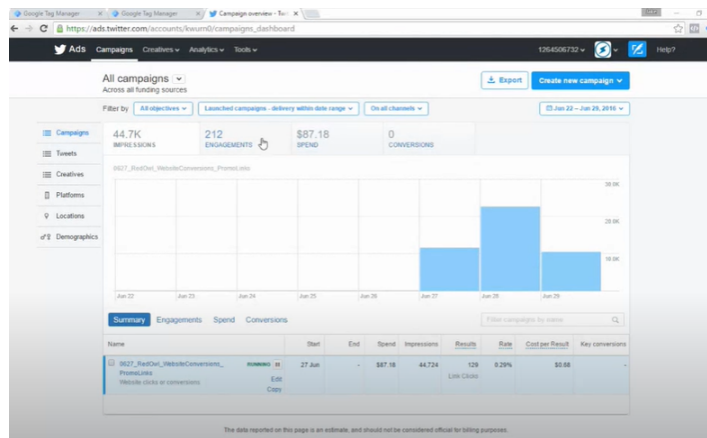 Google Tag Manager
Google Tag Manager
Campaign overview - Tw
https://ads.twitter.com/accounts/kwum0/campaigns_dashboard
Ads Campaigns Creatives Analytics Tools 1264506732 Help?
All campaigns
Across all funding sources
Export Create new campaign
Filter by All objectives Launched campaigns - delivery within date range On all channels Jun 22 – Jun 29, 2016
Campaigns
Tweets
Creatives
Platforms
Locations
Demographics
44.7K 212 $87.18 0
IMPRESSIONS ENGAGEMENTS SPEND CONVERSIONS
0627_RedOwl_WebsiteConversions_PromoLinks
30.0K
20.0K
10.0K
Jun 22 Jun 23 Jun 24 Jun 25 Jun 26 Jun 27 Jun 28 Jun 29
Summary Engagements Spend Conversions Filter campaigns by name
Name Start End Spend Impressions Results Rate Cost per Result Key conversions
0627_RedOwl_WebsiteConversions_ RUNNING 27 Jun - $87.18 44,724 129 0.29% $0.68 -
PromoLinks Link Clicks
Website clicks or conversions Edit
Copy
The data reported on this page is an estimate, and should not be considered official for billing purposes.